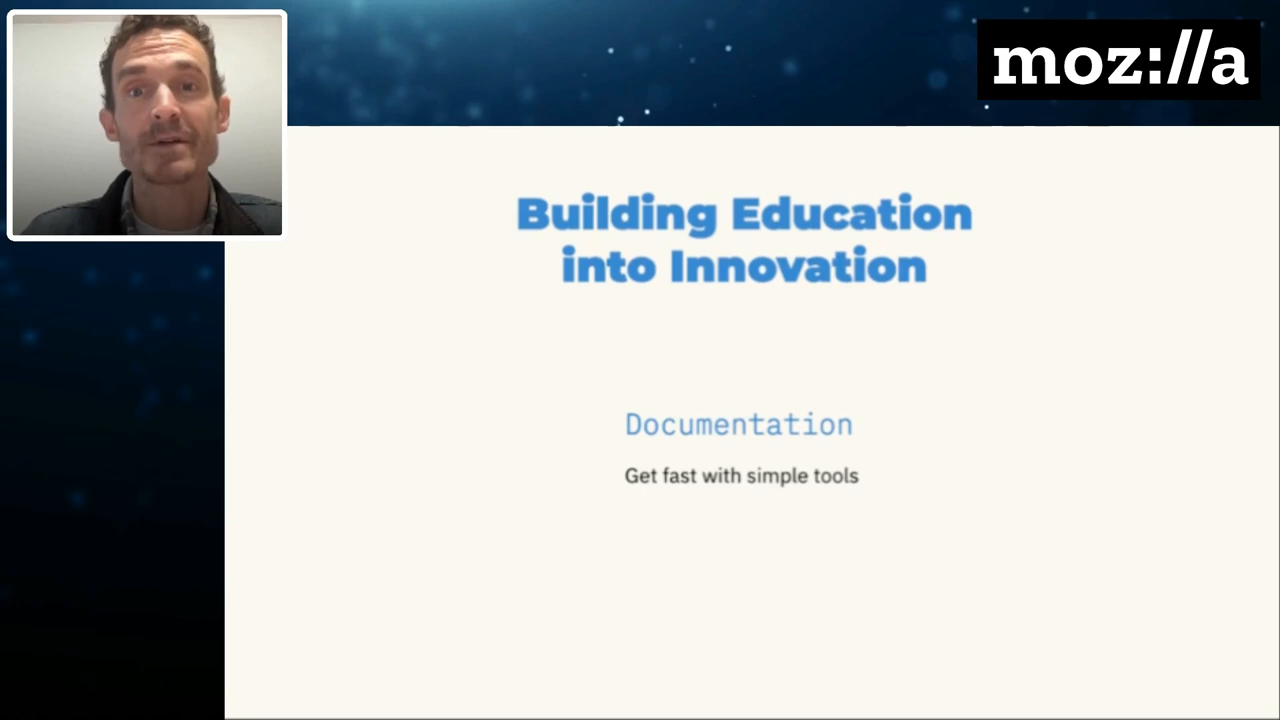 moz://a
Building Education
into Innovation
Documentation
Get fast with simple tools